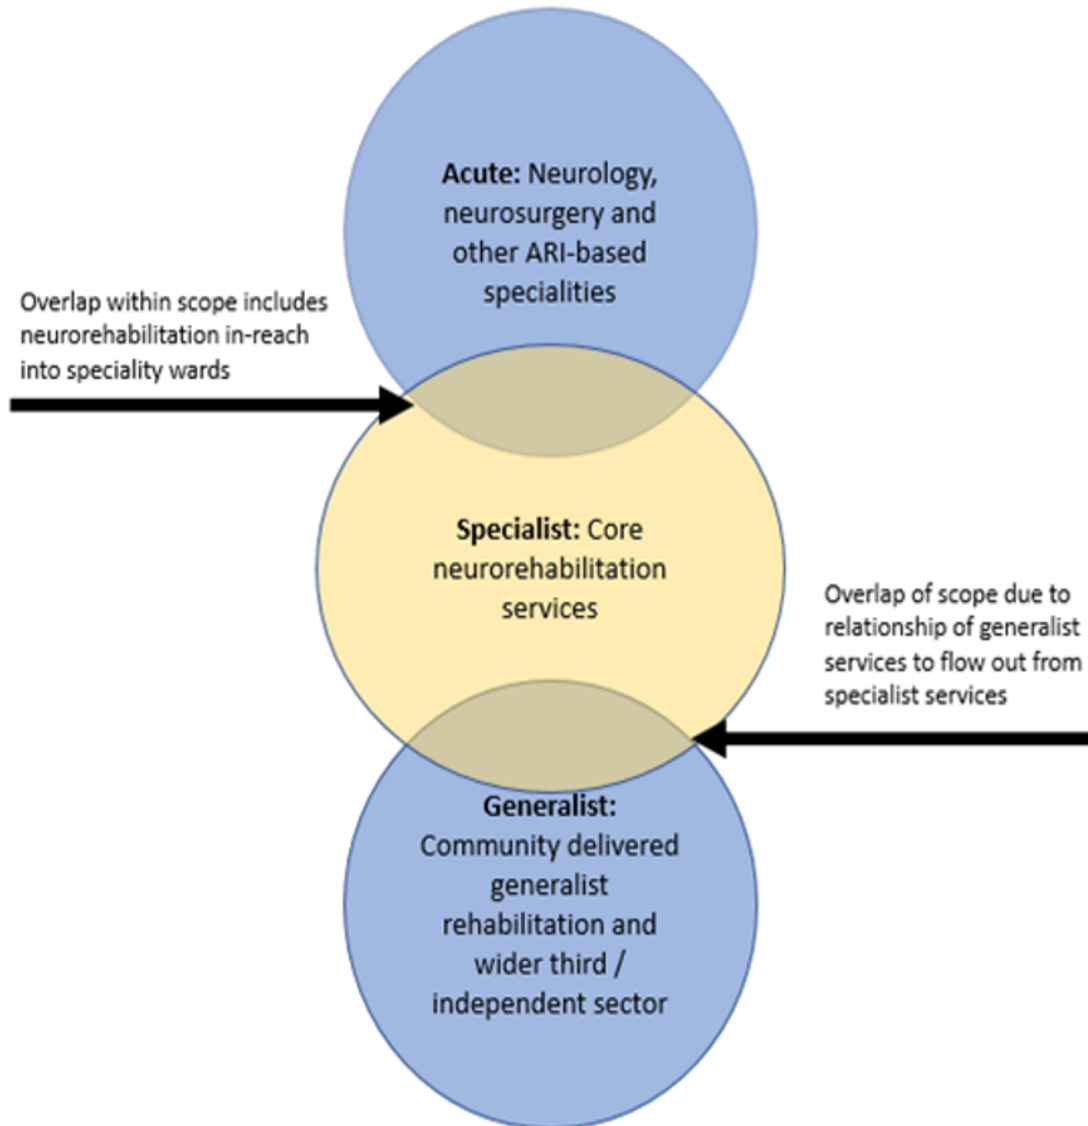 Acute: Neurology,
neurosurgery and
other ARI-based
specialities
Overlap within scope includes
neurorehabilitation in-reach
into speciality wards
Specialist: Core
neurorehabilitation
services
Overlap of scope due to
relationship of generalist
services to flow out from
specialist services
Generalist:
Community delivered
generalist
rehabilitation and
wider third /
independent sector